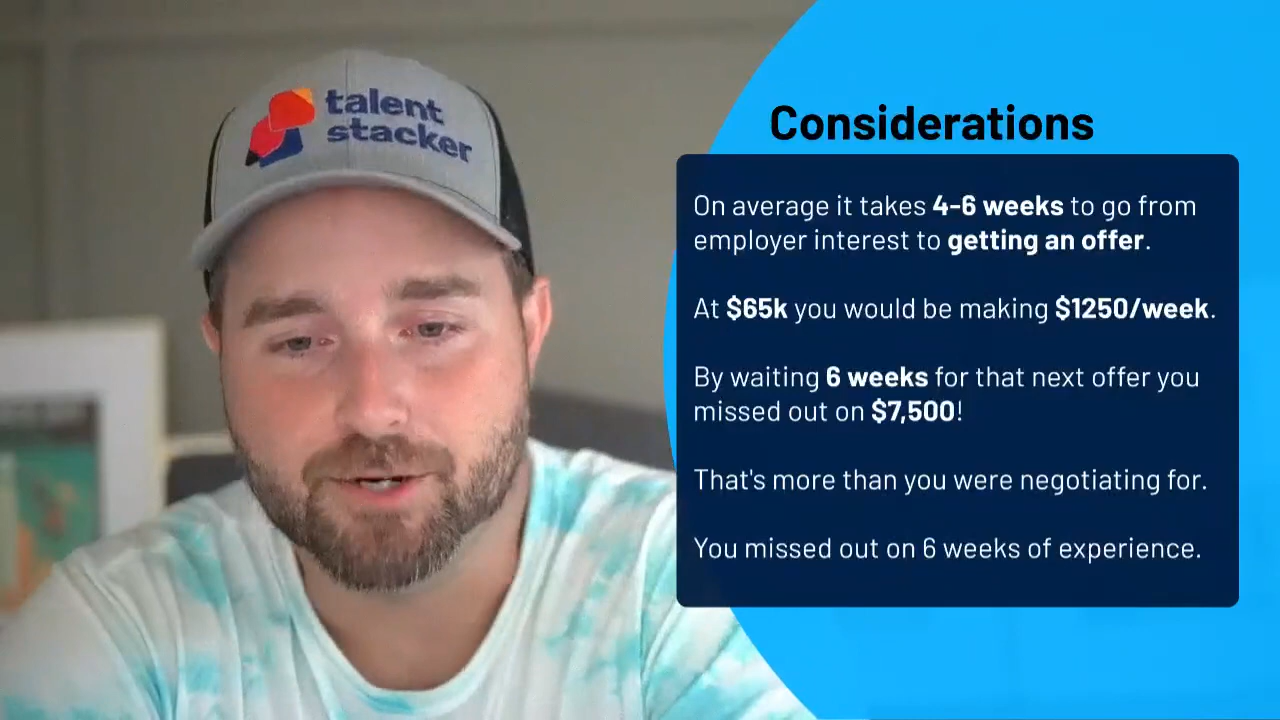 talent
stacker
Considerations
On average it takes 4-6 weeks to go from
employer interest to getting an offer.
At $65k you would be making $1250/week.
By waiting 6 weeks for that next offer you
missed out on $7,500!
That's more than you were negotiating for.
You missed out on 6 weeks of experience.